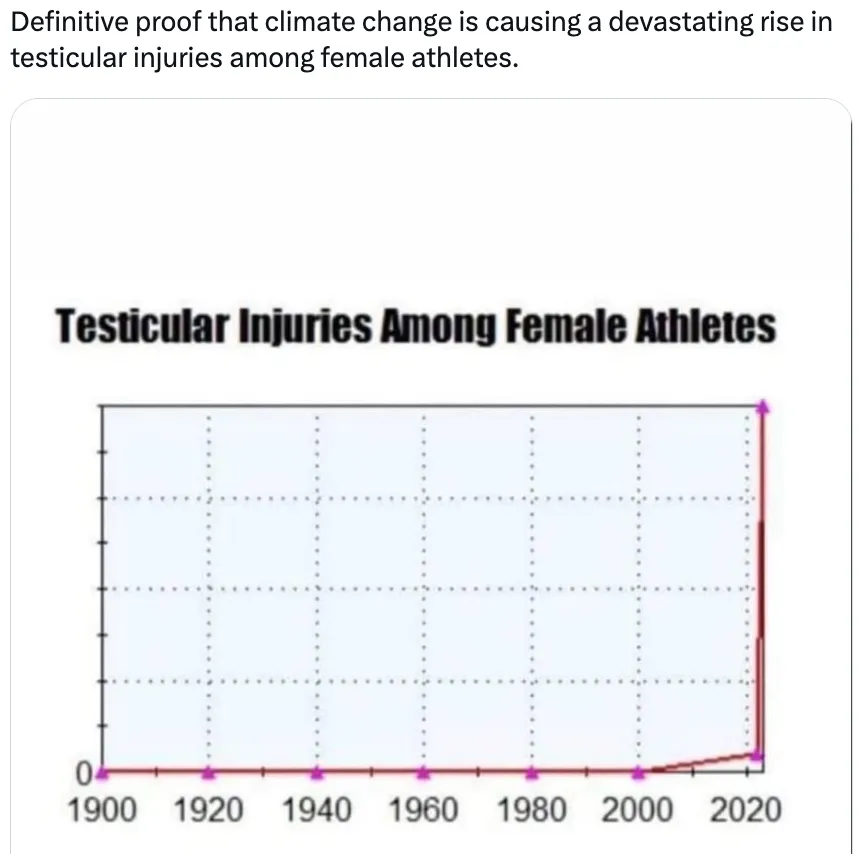 Definitive proof that climate change is causing a devastating rise in
testicular injuries among female athletes.
Testicular Injuries Among Female Athletes
0
1900 1920 1940 1960 1980 2000 2020